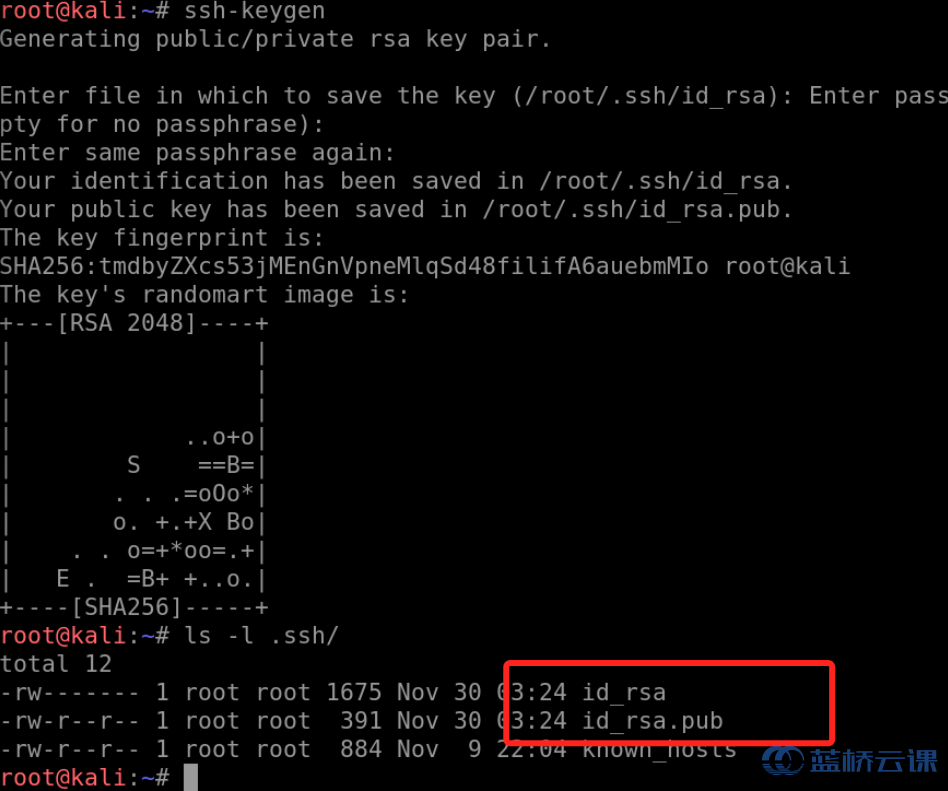 root@kali:~# ssh-keygen
Generating public/private rsa key pair.
Enter file in which to save the key (/root/.ssh/id_rsa): Enter pass
pty for no passphrase):
Enter same passphrase again:
Your identification has been saved in /root/.ssh/id_rsa.
Your public key has been saved in /root/.ssh/id_rsa.pub.
The key fingerprint is:
SHA256:tmdbyZXcs53jMEnGnVpneMlqSd48filifA6auebmMIo root@kali
The key's randomart image is:
+---[RSA 2048]----+
|                 |
|                 |
|                 |
|            ..o+o|
|        S    ==B=|
|       . . .=oOo*|
|       o. +.+X Bo|
|    . . o=+*oo=.+|
|   E .  =B+ +..o.|
+----[SHA256]-----+
root@kali:~# ls -l .ssh/
total 12
-rw------- 1 root root 1675 Nov 30 03:24 id_rsa
-rw-r--r-- 1 root root  391 Nov 30 03:24 id_rsa.pub
-rw-r--r-- 1 root root  884 Nov  9 22:04 known_hosts
root@kali:~#
蓝桥云课